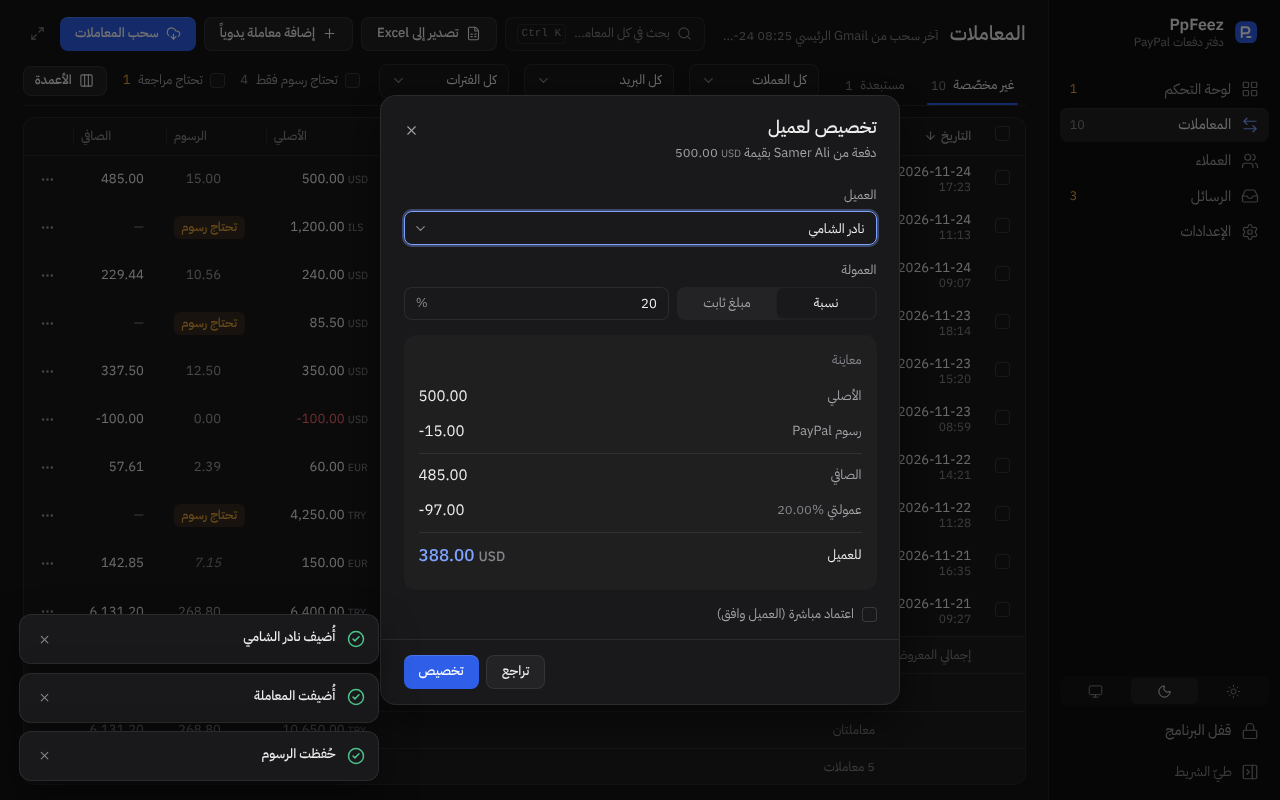 PpFeez
دفتر دفعات PayPal
لوحة التحكم 1
المعاملات 10
العملاء
الرسائل 3
الإعدادات
قفل البرنامج
طيّ الشريط
المعاملات
آخر سحب من Gmail الرئيسي 08:25 24-...
بحث في كل المعامـ... Ctrl K
تصدير إلى Excel
إضافة معاملة يدوياً
سحب المعاملات
غير مخصّصة 10
مستبعدة 1
كل العملات
كل البريد
كل الفترات
تحتاج رسوم فقط 4
تحتاج مراجعة 1
الأعمدة
التاريخ
الأصلي
الرسوم
الصافي
2026-11-24
17:23
500.00 USD
15.00
485.00
2026-11-24
11:13
1,200.00 ILS
تحتاج رسوم
—
2026-11-24
09:07
240.00 USD
10.56
229.44
2026-11-23
18:14
85.50 USD
تحتاج رسوم
—
2026-11-23
15:20
350.00 USD
12.50
337.50
2026-11-23
08:59
-100.00 USD
0.00
-100.00
2026-11-22
14:21
60.00 EUR
2.39
57.61
2026-11-22
11:28
4,250.00 TRY
تحتاج رسوم
—
2026-11-21
16:35
150.00 EUR
7.15
142.85
2026-11-21
09:27
6,400.00 TRY
268.80
6,131.20
إجمالي المعروض
معاملتان
10,650.00 TRY
268.80
6,131.20
5 معاملات
تخصيص لعميل
دفعة من Samer Ali بقيمة 500.00 USD
العميل
نادر الشامي
العمولة
نسبة
مبلغ ثابت
20 %
معاينة
الأصلي 500.00
رسوم PayPal -15.00
الصافي 485.00
عمولتي 20.00% -97.00
للعميل 388.00 USD
اعتماد مباشرة (العميل وافق)
تراجع
تخصيص
أُضيف نادر الشامي
أُضيفت المعاملة
حُفظت الرسوم